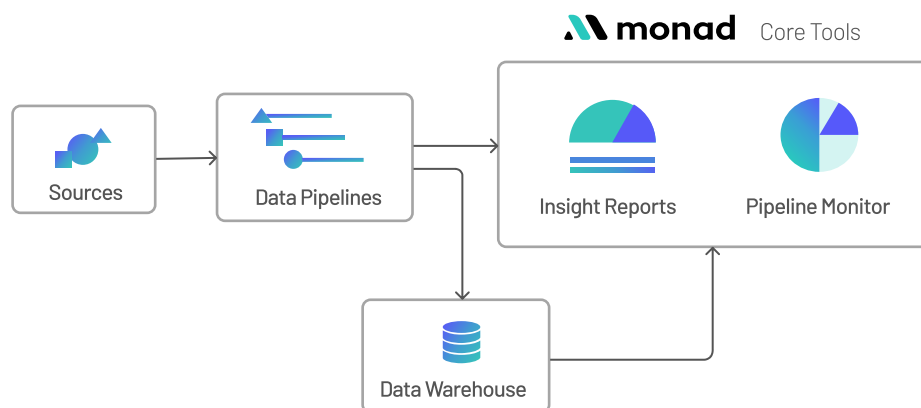 monad Core Tools
Sources
Data Pipelines
Insight Reports
Pipeline Monitor
Data Warehouse